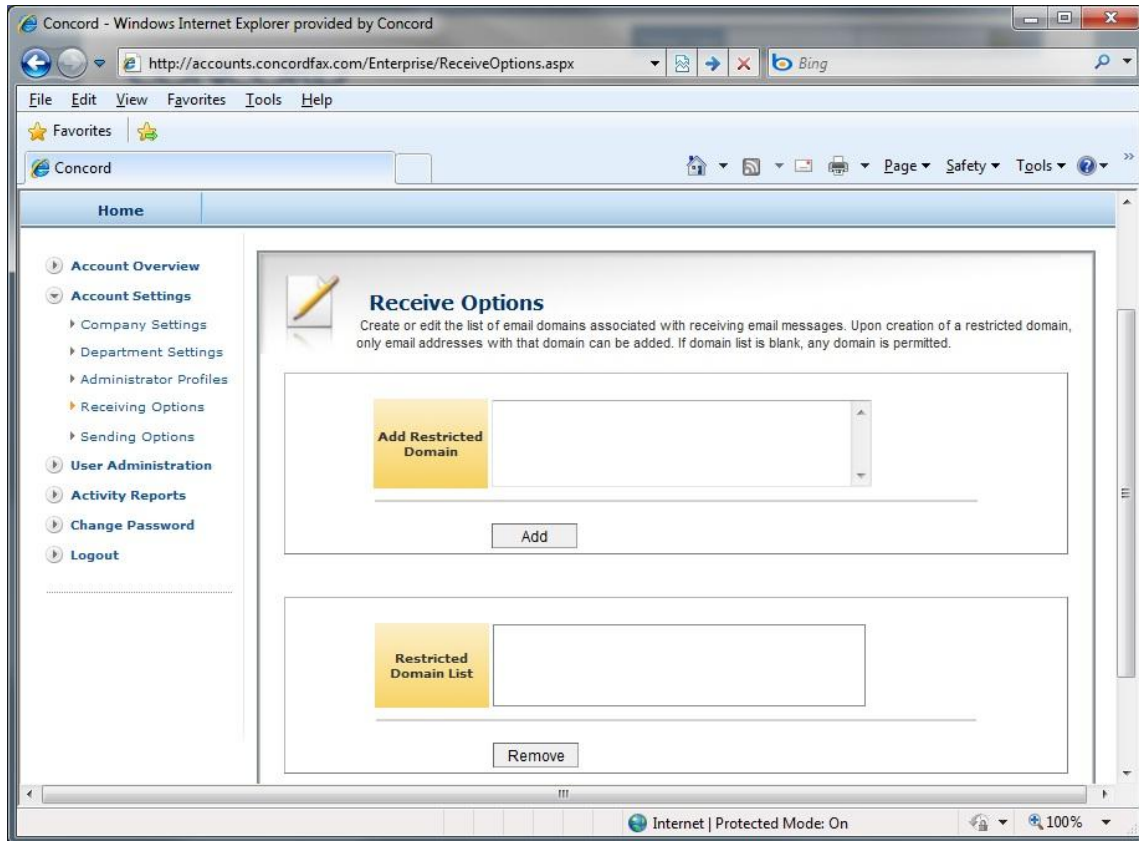 Concord - Windows Internet Explorer provided by Concord
http://accounts.concordfax.com/Enterprise/ReceiveOptions.aspx
Bing
File Edit View Favorites Tools Help
Favorites
Concord
Page Safety Tools
Home
Account Overview
Account Settings
Company Settings
Department Settings
Administrator Profiles
Receiving Options
Sending Options
User Administration
Activity Reports
Change Password
Logout
Receive Options
Create or edit the list of email domains associated with receiving email messages. Upon creation of a restricted domain,
only email addresses with that domain can be added. If domain list is blank, any domain is permitted.
Add Restricted
Domain
Add
Restricted
Domain List
Remove
Internet | Protected Mode: On
100%